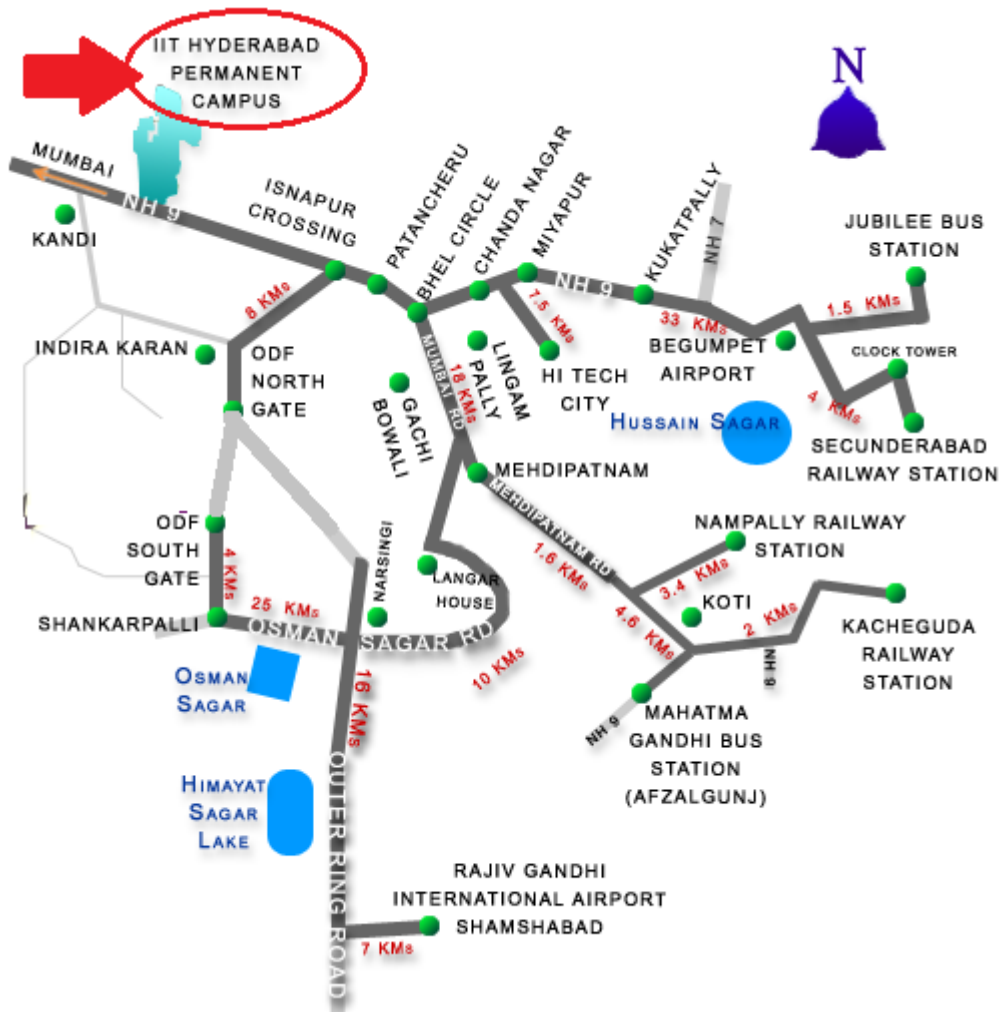 IIT HYDERABAD
PERMANENT
CAMPUS
N
MUMBAI
NH 9
KANDI
ISNAPUR
CROSSING
PATANCHERU
BHEL CIRCLE
CHANDA NAGAR
MIYAPUR
NH 9
KUKATPALLY
NH 7
JUBILEE BUS
STATION
8 KMs
7.5 KMs
33 KMs
1.5 KMs
INDIRA KARAN
ODF
NORTH
GATE
MUMBAI RD
18 KMs
LINGAM
PALLY
GACHI
BOWALI
HI TECH
CITY
BEGUMPET
AIRPORT
CLOCK TOWER
4 KMs
HUSSAIN SAGAR
SECUNDERABAD
RAILWAY STATION
MEHDIPATNAM
MEHDIPATNAM RD
ODF
SOUTH
GATE
4 KMs
NARSINGI
LANGAR
HOUSE
1.6 KMs
NAMPALLY RAILWAY
STATION
3.4 KMs
SHANKARPALLI
25 KMs
OSMAN SAGAR RD
10 KMs
4.6 KMs
KOTI
2 KMs
NH 9
KACHEGUDA
RAILWAY
STATION
OSMAN
SAGAR
16 KMs
NH 9
MAHATMA
GANDHI BUS
STATION
(AFZALGUNJ)
HIMAYAT
SAGAR
LAKE
OUTER RING ROAD
RAJIV GANDHI
INTERNATIONAL AIRPORT
SHAMSHABAD
7 KMs